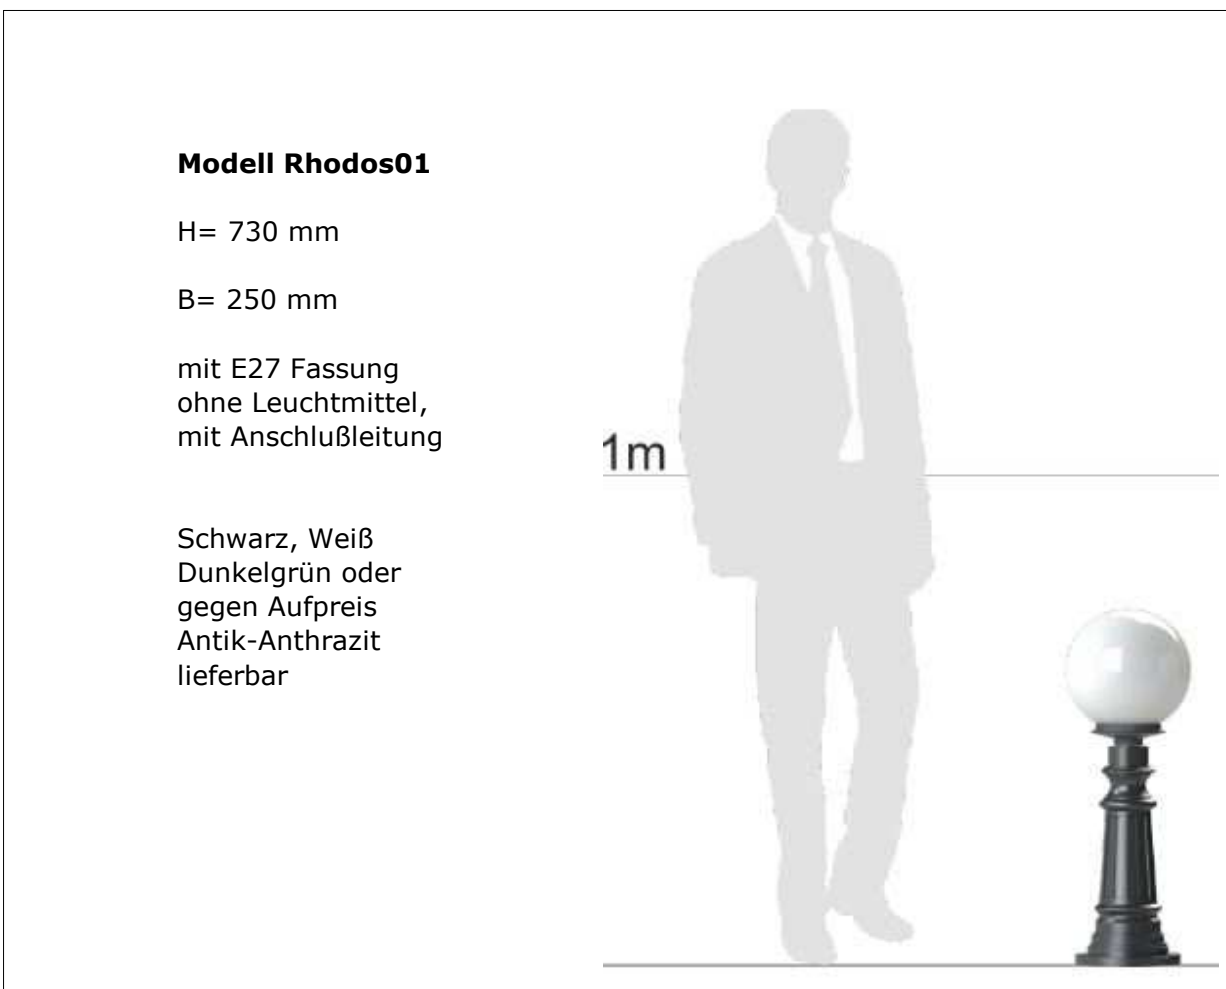 Modell Rhodos01
H= 730 mm
B= 250 mm
mit E27 Fassung
ohne Leuchtmittel,
mit Anschlußleitung
1m
Schwarz, Weiß
Dunkelgrün oder
gegen Aufpreis
Antik-Anthrazit
lieferbar